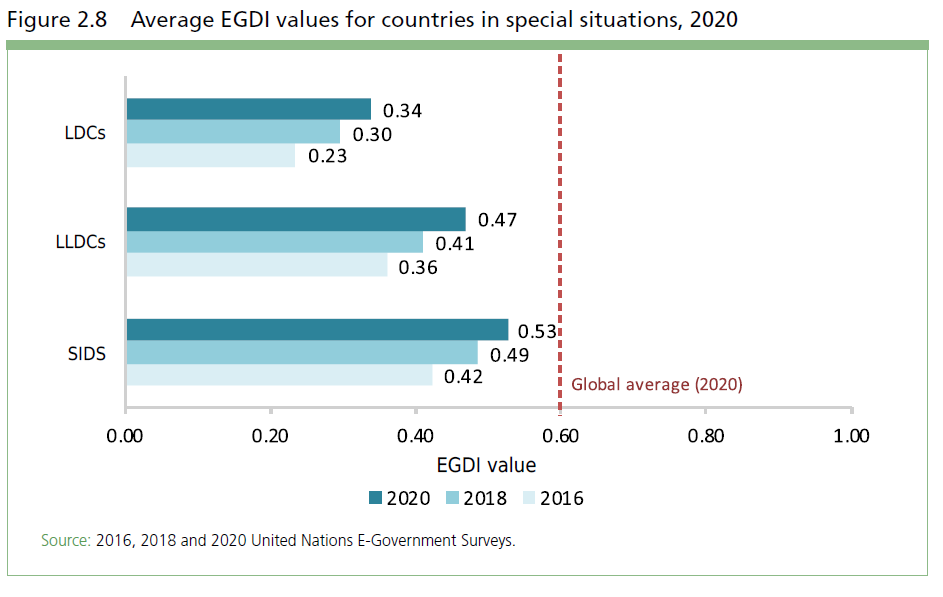 Figure 2.8 Average EGDI values for countries in special situations, 2020
LDCs
0.34
0.30
0.23
LLDCs
0.47
0.41
0.36
SIDS
0.53
0.49
0.42
Global average (2020)
0.00 0.20 0.40 0.60 0.80 1.00
EGDI value
2020 2018 2016
Source: 2016, 2018 and 2020 United Nations E-Government Surveys.